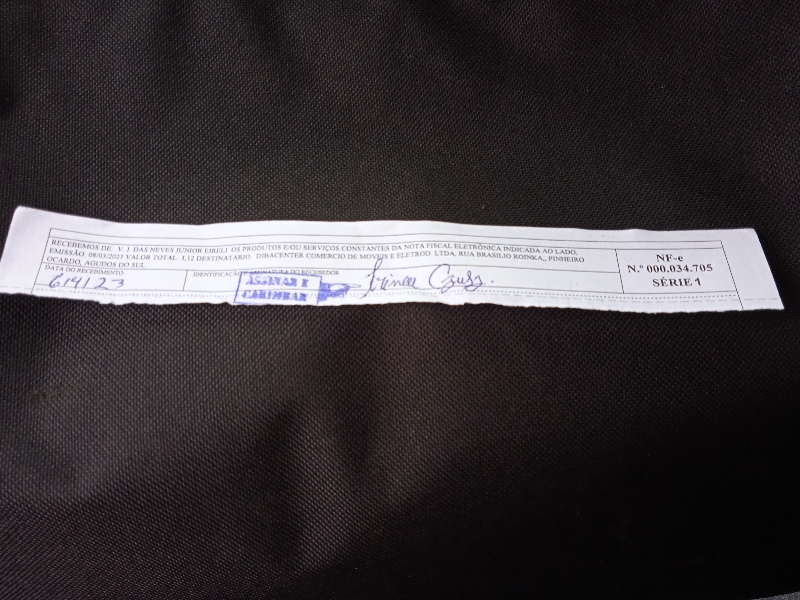 RECEBEMOS DE V. J. DAS NEVES JUNIOR EIRELI OS PRODUTOS E/OU SERVIÇOS CONSTANTES DA NOTA FISCAL ELETRÔNICA INDICADA AO LADO,
EMISSÃO: 08/03/2023 VALOR TOTAL: 3,12 DESTINATÁRIO: DIBACENTER COMERCIO DE MOVEIS E ELETROD. LTDA, RUA BRASILIO ROINKA,, PINHEIRO
OCARDO, AGUDOS DO SUL
DATA DO RECEBIMENTO
IDENTIFICAÇÃO E ASSINATURA DO RECEBEDOR
6/4/23
ASSINAR E
CARIMBAR
NF-e
N.º 000.034.705
SÉRIE 1